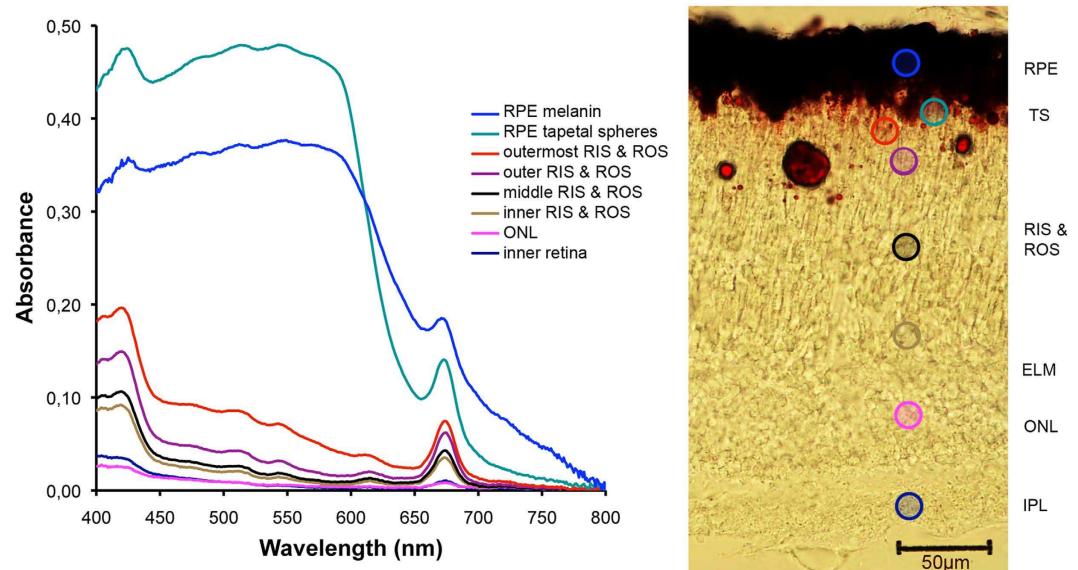 0,50
0,40
0,30
0,20
0,10
0,00
Absorbance
400 450 500 550 600 650 700 750 800
Wavelength (nm)
RPE melanin
RPE tapetal spheres
outermost RIS & ROS
outer RIS & ROS
middle RIS & ROS
inner RIS & ROS
ONL
inner retina
RPE
TS
RIS &
ROS
ELM
ONL
IPL
50µm